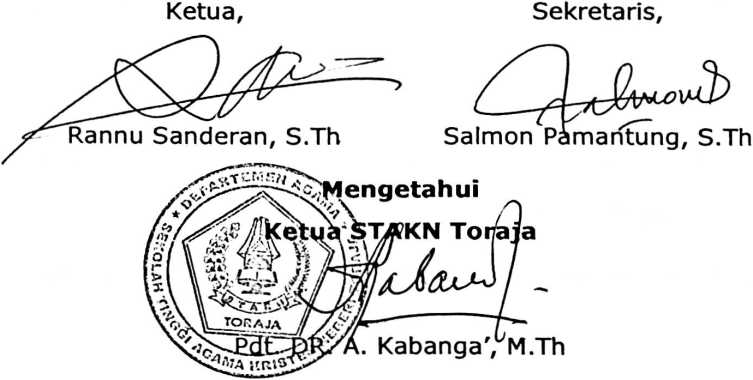 Ketua,
Sekretaris,
Rannu Sanderan, S.Th
Salmon Pamantung, S.Th
Mengetahui
Ketua STAKN Toraja
DEPARTEMEN AGAMA
SEKOLAH TINGGI AGAMA KRISTEN NEGERI
TORAJA
Pdt. DR. A. Kabanga’, M.Th